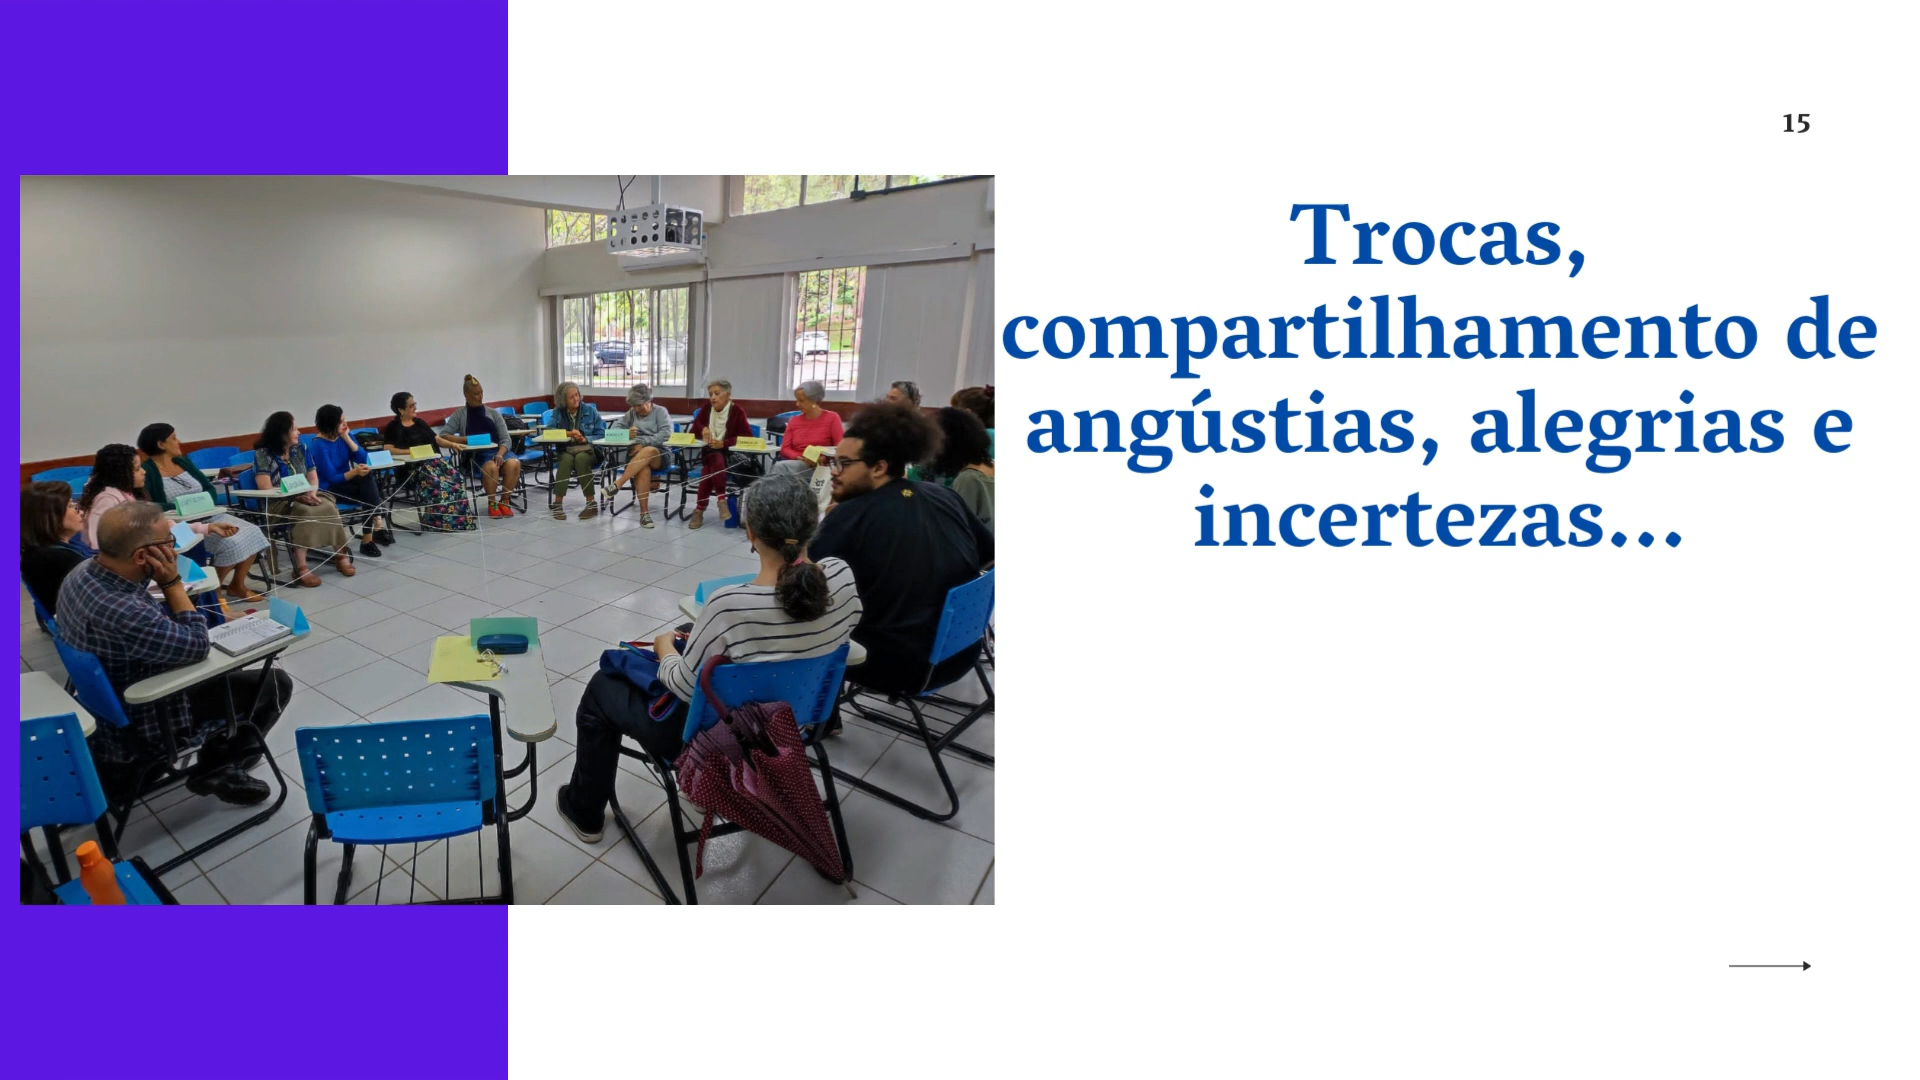 15
Trocas,
compartilhamento de
angústias, alegrias e
incertezas...